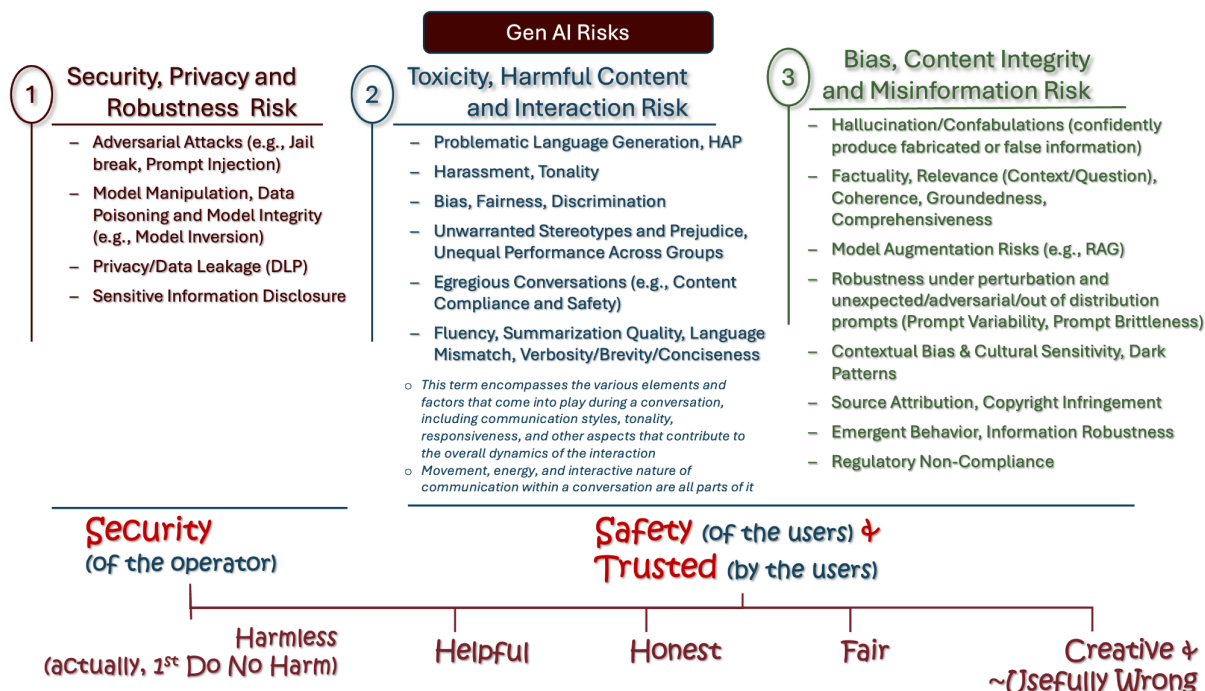 Gen AI Risks
1
Security, Privacy and
Robustness Risk
– Adversarial Attacks (e.g., Jail
break, Prompt Injection)
– Model Manipulation, Data
Poisoning and Model Integrity
(e.g., Model Inversion)
– Privacy/Data Leakage (DLP)
– Sensitive Information Disclosure
2
Toxicity, Harmful Content
and Interaction Risk
– Problematic Language Generation, HAP
– Harassment, Tonality
– Bias, Fairness, Discrimination
– Unwarranted Stereotypes and Prejudice,
Unequal Performance Across Groups
– Egregious Conversations (e.g., Content
Compliance and Safety)
– Fluency, Summarization Quality, Language
Mismatch, Verbosity/Brevity/Conciseness
o This term encompasses the various elements and
factors that come into play during a conversation,
including communication styles, tonality,
responsiveness, and other aspects that contribute to
the overall dynamics of the interaction
o Movement, energy, and interactive nature of
communication within a conversation are all parts of it
3
Bias, Content Integrity
and Misinformation Risk
– Hallucination/Confabulations (confidently
produce fabricated or false information)
– Factuality, Relevance (Context/Question),
Coherence, Groundedness,
Comprehensiveness
– Model Augmentation Risks (e.g., RAG)
– Robustness under perturbation and
unexpected/adversarial/out of distribution
prompts (Prompt Variability, Prompt Brittleness)
– Contextual Bias & Cultural Sensitivity, Dark
Patterns
– Source Attribution, Copyright Infringement
– Emergent Behavior, Information Robustness
– Regulatory Non-Compliance
Security
(of the operator)
Safety (of the users) &
Trusted (by the users)
Harmless
(actually, 1st Do No Harm)
Helpful
Honest
Fair
Creative &
~Usefully Wrong